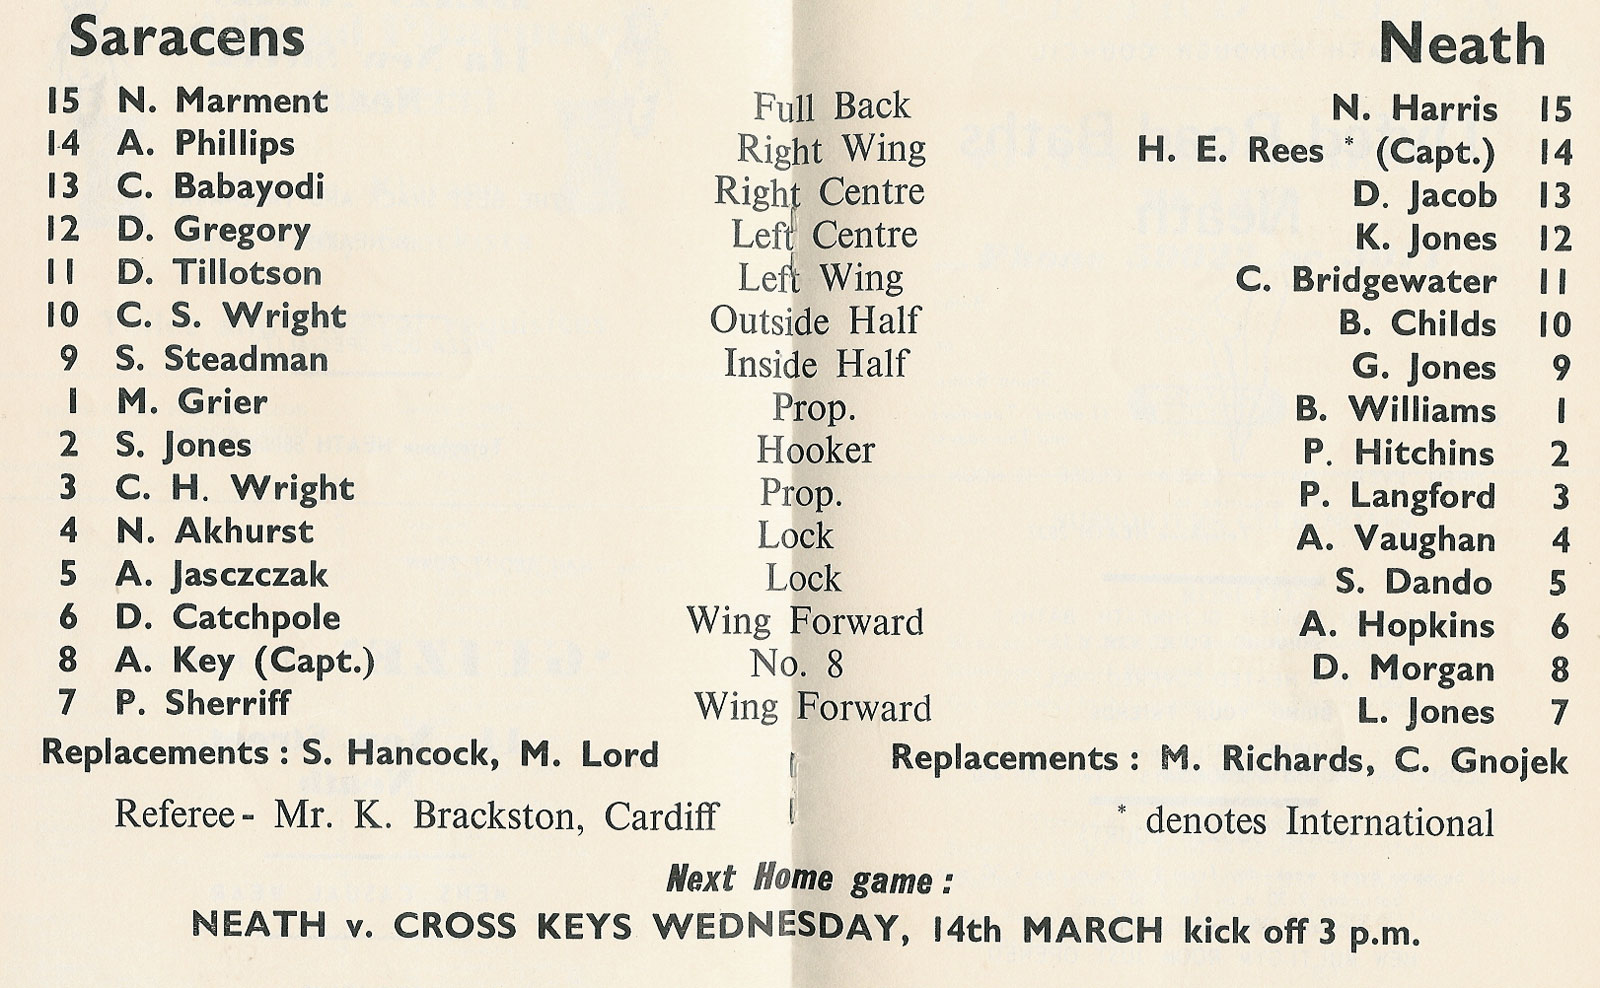 Saracens Neath
15 N. Marment Full Back N. Harris 15
14 A. Phillips Right Wing H. E. Rees * (Capt.) 14
13 C. Babayodi Right Centre D. Jacob 13
12 D. Gregory Left Centre K. Jones 12
11 D. Tillotson Left Wing C. Bridgewater 11
10 C. S. Wright Outside Half B. Childs 10
9 S. Steadman Inside Half G. Jones 9
1 M. Grier Prop. B. Williams 1
2 S. Jones Hooker P. Hitchins 2
3 C. H. Wright Prop. P. Langford 3
4 N. Akhurst Lock A. Vaughan 4
5 A. Jasczczak Lock S. Dando 5
6 D. Catchpole Wing Forward A. Hopkins 6
8 A. Key (Capt.) No. 8 D. Morgan 8
7 P. Sherriff Wing Forward L. Jones 7
Replacements : S. Hancock, M. Lord Replacements : M. Richards, C. Gnojek
Referee - Mr. K. Brackston, Cardiff * denotes International
Next Home game :
NEATH v. CROSS KEYS WEDNESDAY, 14th MARCH kick off 3 p.m.